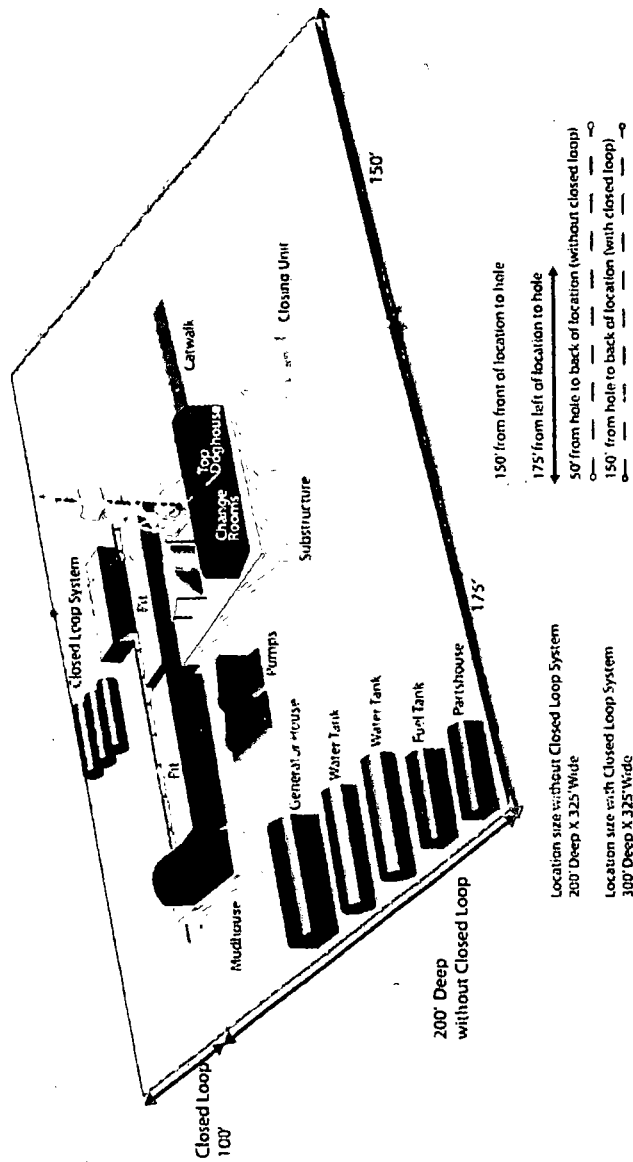 Closed Loop System
Pit
Pit
Catwalk
Top
Doghouse
Change
Rooms
Closing Unit
Substructure
Pumps
Mudhouse
Generator House
Water Tank
Water Tank
Fuel Tank
Partshouse
Closed Loop
100'
200' Deep
without Closed Loop
175'
150'
150' from front of location to hole
175' from left of location to hole
50' from hole to back of location (without closed loop)
150' from hole to back of location (with closed loop)
Location size without Closed Loop System
200' Deep X 325' Wide
Location size with Closed Loop System
300' Deep X 325' Wide